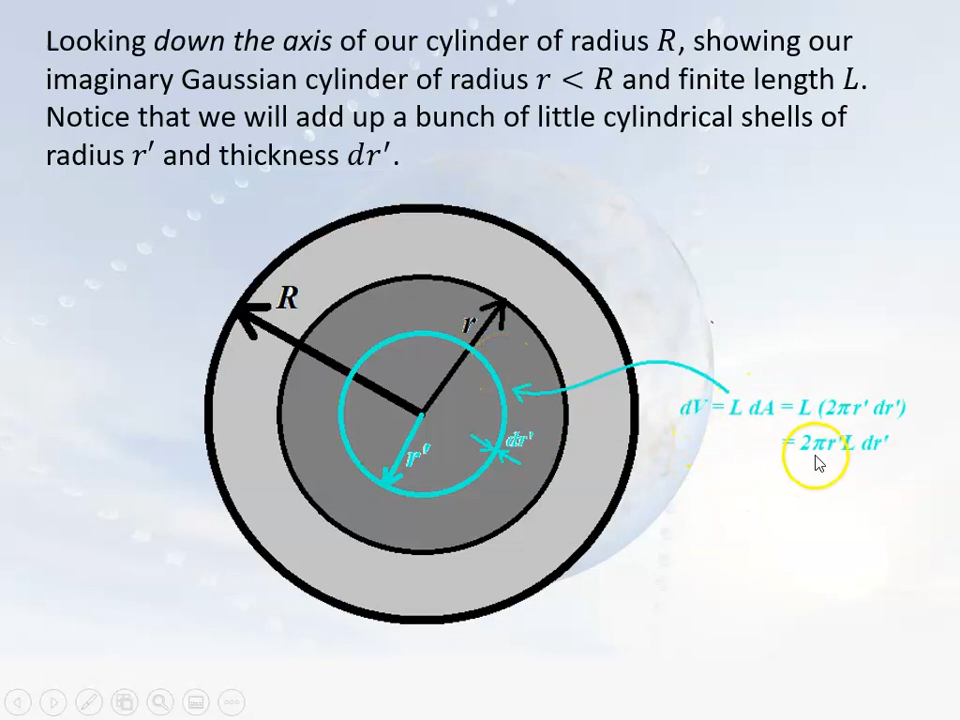 Looking down the axis of our cylinder of radius R, showing our
imaginary Gaussian cylinder of radius r < R and finite length L.
Notice that we will add up a bunch of little cylindrical shells of
radius r′ and thickness dr′.
R
r
dV = L dA = L (2πr' dr')
= 2πr'L dr'
dr'
r'